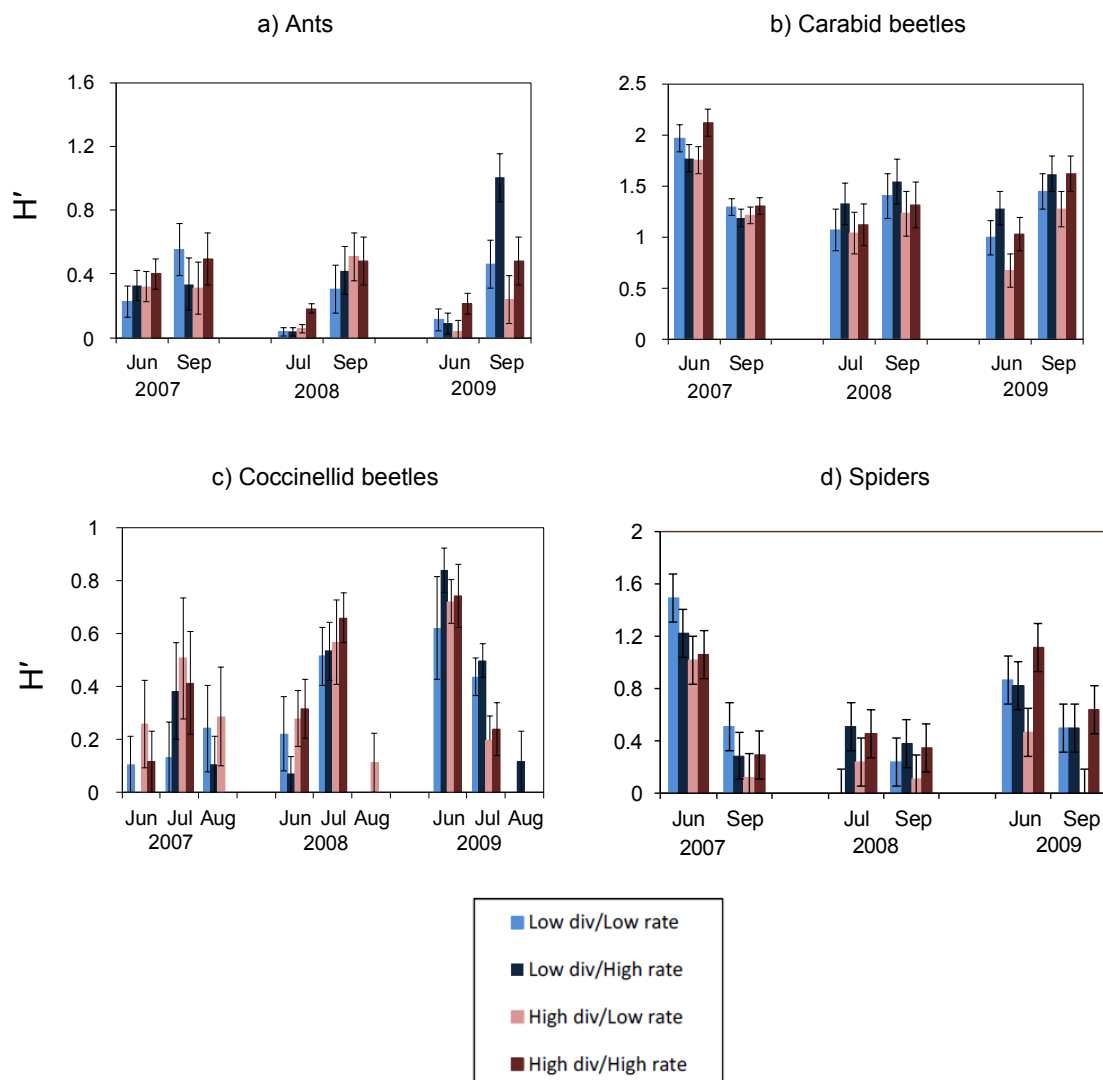 a) Ants
b) Carabid beetles
H'
1.6
1.2
0.8
0.4
0
Jun Sep Jul Sep Jun Sep
2007 2008 2009
2.5
2
1.5
1
0.5
0
Jun Sep Jul Sep Jun Sep
2007 2008 2009
c) Coccinellid beetles
d) Spiders
H'
1
0.8
0.6
0.4
0.2
0
Jun Jul Aug Jun Jul Aug Jun Jul Aug
2007 2008 2009
2
1.6
1.2
0.8
0.4
0
Jun Sep Jul Sep Jun Sep
2007 2008 2009
Low div/Low rate
Low div/High rate
High div/Low rate
High div/High rate